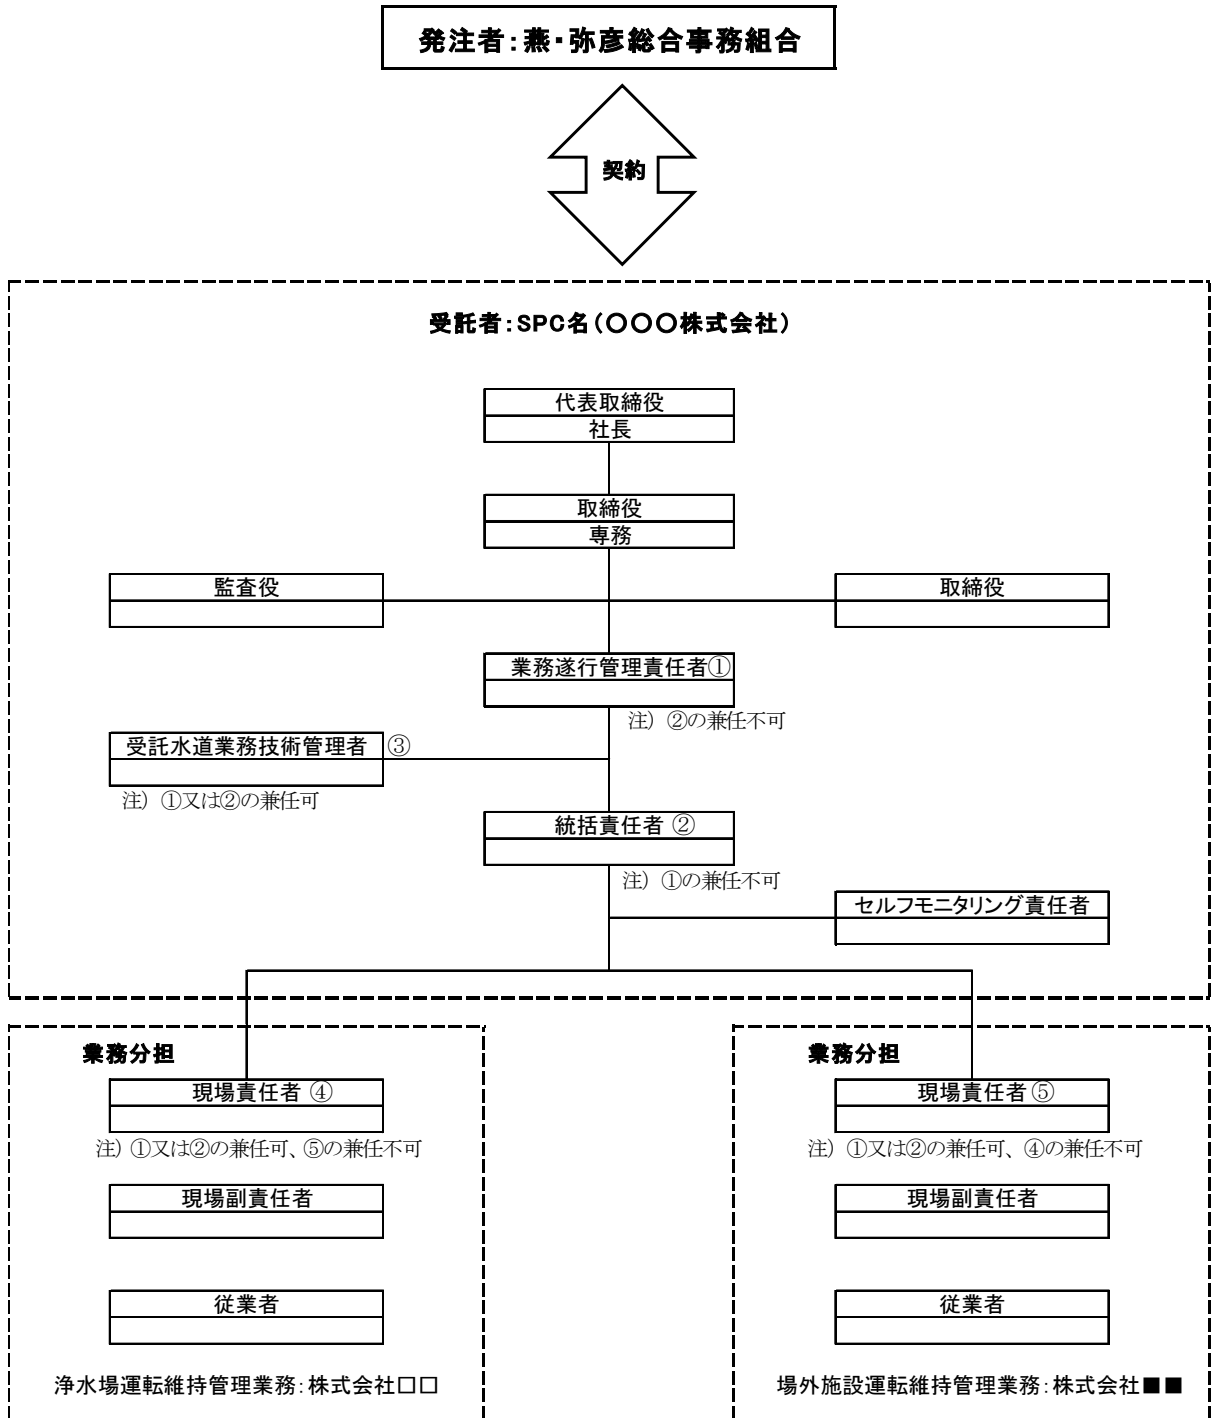 発注者：燕・弥彦総合事務組合
契約
受託者：SPC名（〇〇〇株式会社）
代表取締役
社長
取締役
専務
監査役
取締役
業務遂行管理責任者①
注）②の兼任不可
受託水道業務技術管理者 ③
注）①又は②の兼任可
統括責任者 ②
注）①の兼任不可
セルフモニタリング責任者
業務分担
現場責任者 ④
注）①又は②の兼任可、⑤の兼任不可
現場副責任者
従業者
浄水場運転維持管理業務：株式会社□□
業務分担
現場責任者⑤
注）①又は②の兼任可、④の兼任不可
現場副責任者
従業者
場外施設運転維持管理業務：株式会社■■